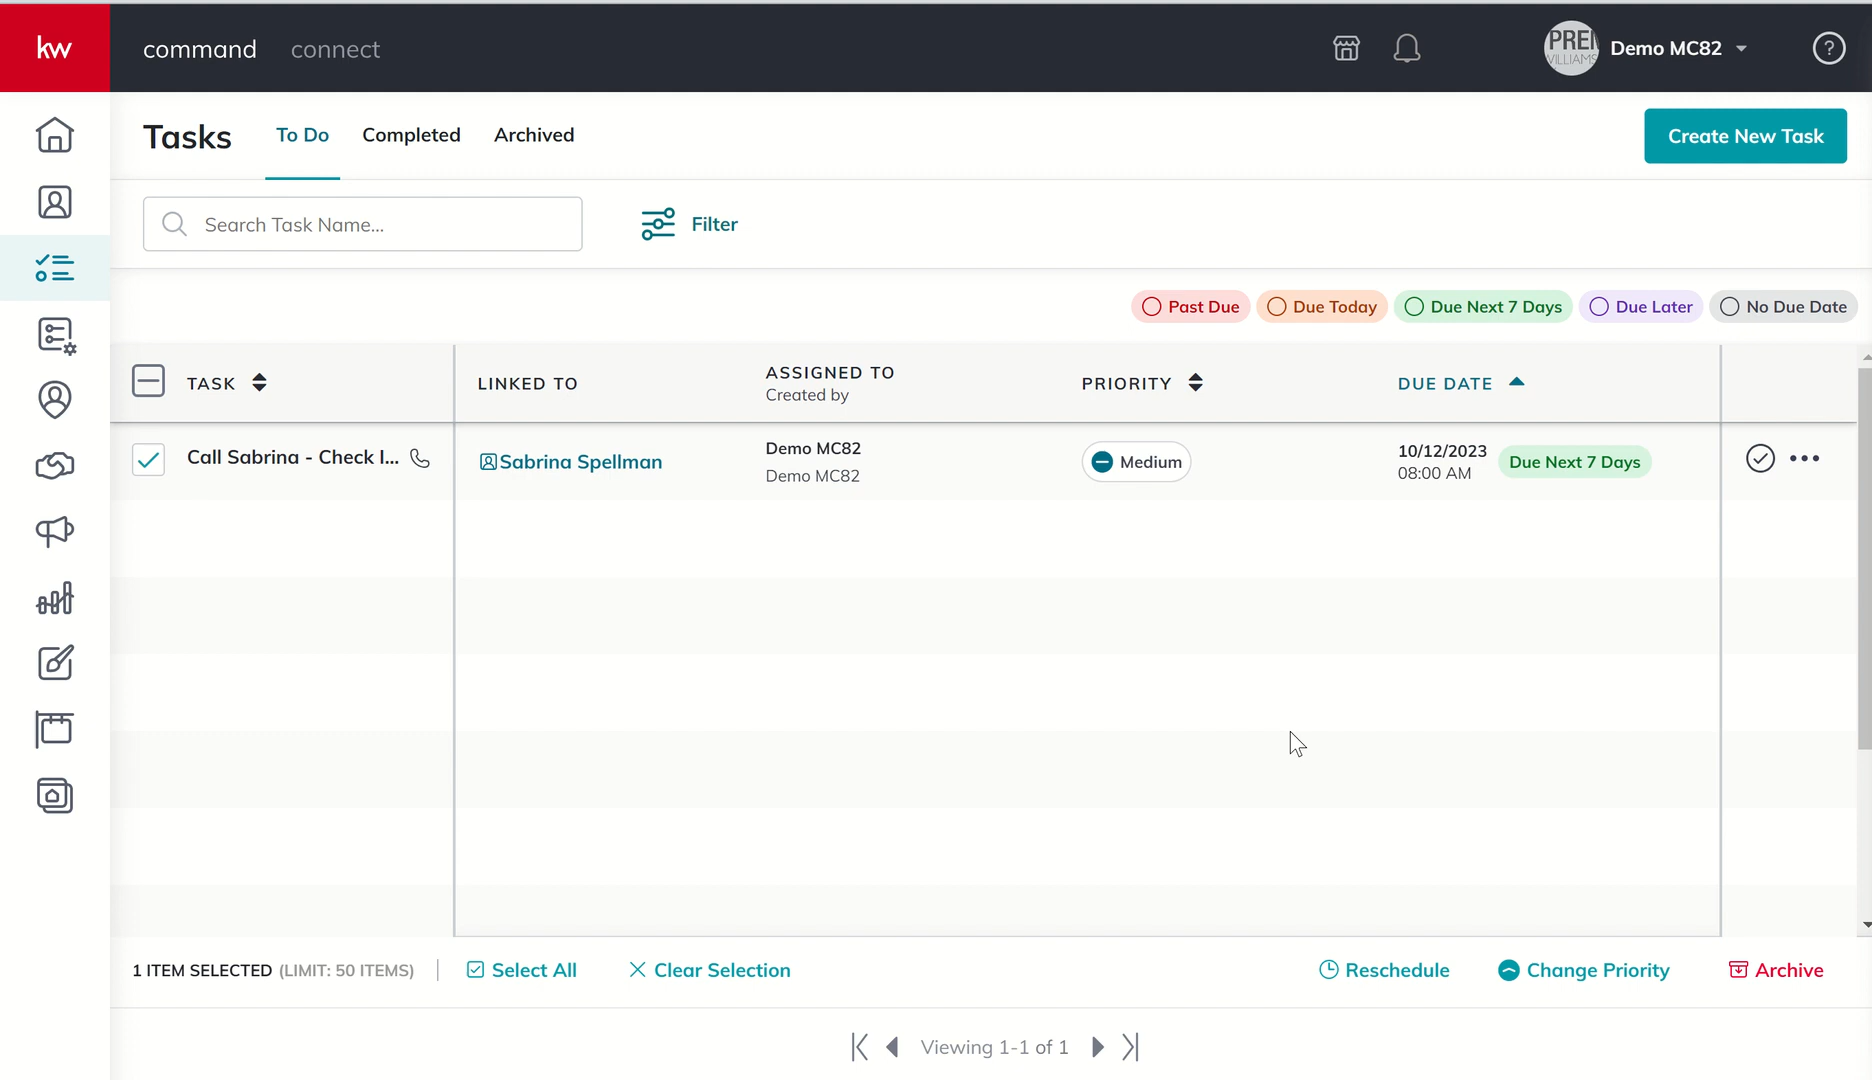 kw command connect Demo MC82 ?
PREI
WILLIAMS
Tasks To Do Completed Archived Create New Task
Search Task Name... Filter
Past Due Due Today Due Next 7 Days Due Later No Due Date
TASK LINKED TO ASSIGNED TO PRIORITY DUE DATE
Created by
Call Sabrina - Check I... Sabrina Spellman Demo MC82 Medium 10/12/2023 Due Next 7 Days
Demo MC82 08:00 AM
1 ITEM SELECTED (LIMIT: 50 ITEMS) Select All Clear Selection Reschedule Change Priority Archive
Viewing 1-1 of 1